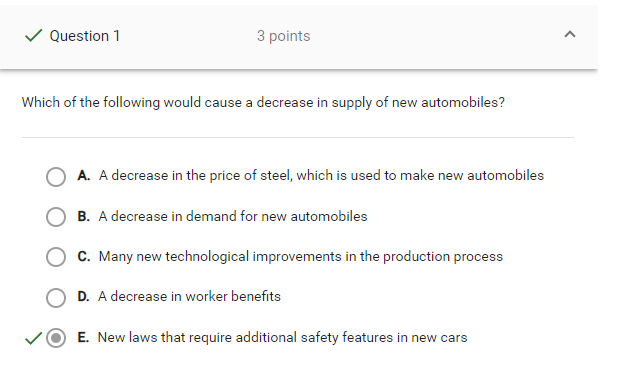 Question 1 3 points
Which of the following would cause a decrease in supply of new automobiles?
A. A decrease in the price of steel, which is used to make new automobiles
B. A decrease in demand for new automobiles
C. Many new technological improvements in the production process
D. A decrease in worker benefits
E. New laws that require additional safety features in new cars